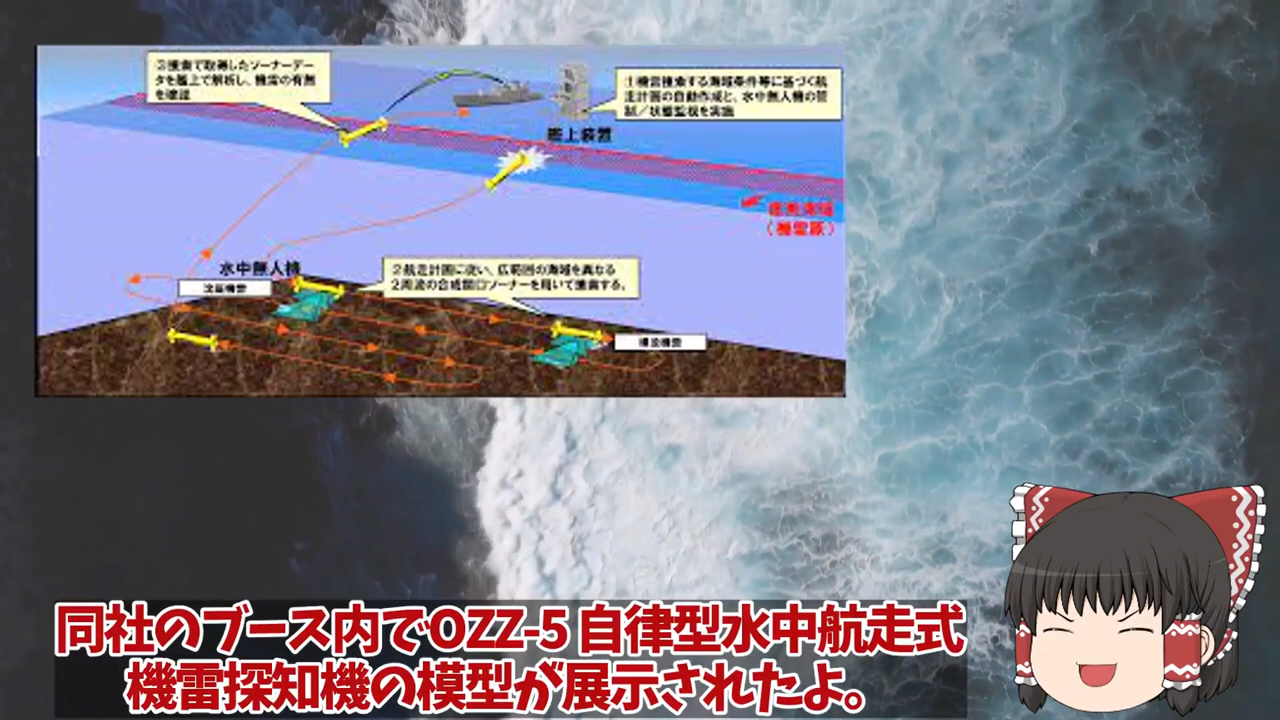 ③捜索で取得したソーナーデー
タを艦上で解析し、機雷の有無
を確認
①機雷捜索する海域条件等に基づく航
走計画の自動作成と、水中無人機の管
制／状態監視を実施
艦上装置
（機雷原）
水中無人機
②航走計画に従い、広範囲の海域を異なる
2周波の合成開口ソーナーを用いて捜索する。
沈底機雷
同社のブース内でOZZ-5 自律型水中航走式
機雷探知機の模型が展示されたよ。